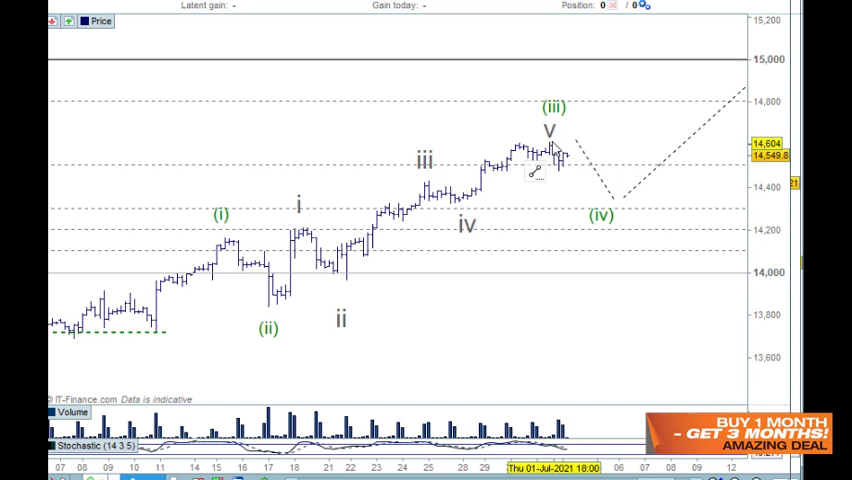 Latent gain: - Gain today: - Position: 0 / 0
Price
15,200
15,000
14,800
(iii)
v
14,604
14,549.8
21
iii
14,400
(i)
i
iv
(iv)
14,200
14,000
ii
(ii)
13,800
13,600
© IT-Finance.com Data is indicative
Volume
BUY 1 MONTH
- GET 3 MONTHS!
AMAZING DEAL
Stochastic (14 3 5)
07 08 09 10 11 14 15 16 17 18 21 22 23 24 25 28 29 Thu 01-Jul-2021 18:00 06 07 08 09 12